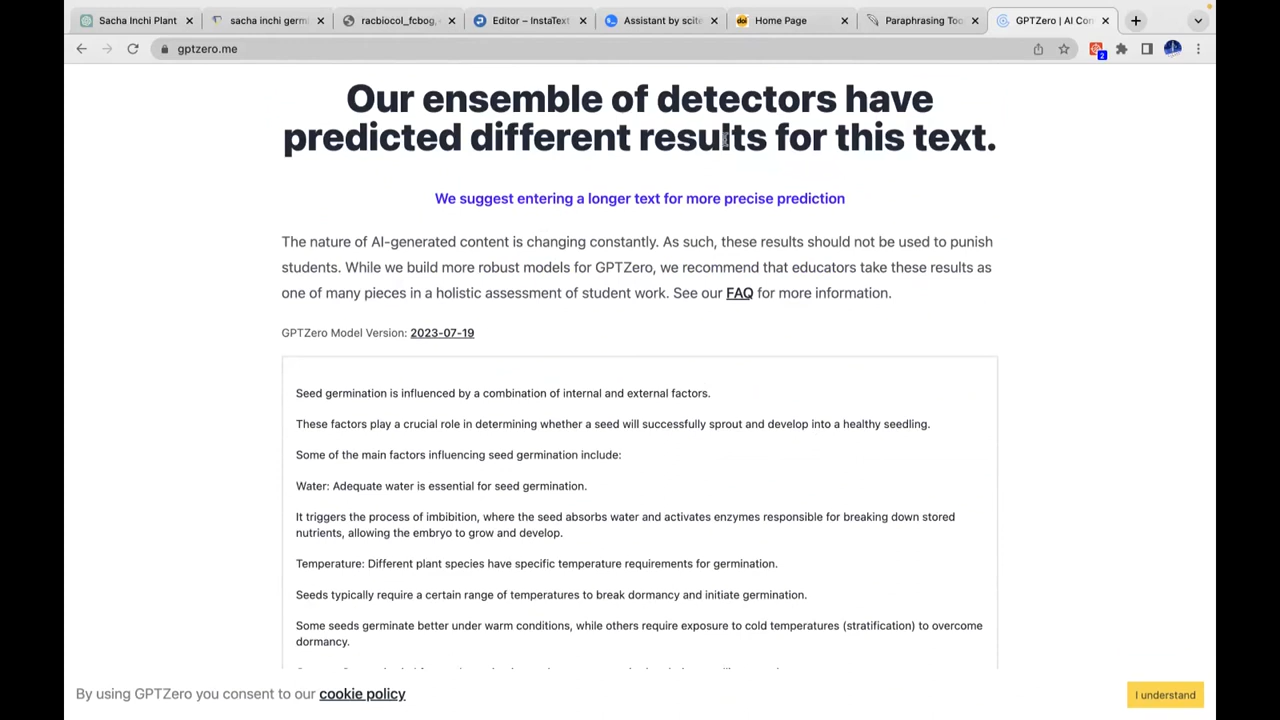 Sacha Inchi Plant
sacha inchi germ
racbiocol_fcbog,
Editor – InstaText
Assistant by scite
doi
Home Page
Paraphrasing Too
GPTZero | AI Con
gptzero.me
2
Our ensemble of detectors have
predicted different results for this text.
We suggest entering a longer text for more precise prediction
The nature of AI-generated content is changing constantly. As such, these results should not be used to punish
students. While we build more robust models for GPTZero, we recommend that educators take these results as
one of many pieces in a holistic assessment of student work. See our FAQ for more information.
GPTZero Model Version: 2023-07-19
Seed germination is influenced by a combination of internal and external factors.
These factors play a crucial role in determining whether a seed will successfully sprout and develop into a healthy seedling.
Some of the main factors influencing seed germination include:
Water: Adequate water is essential for seed germination.
It triggers the process of imbibition, where the seed absorbs water and activates enzymes responsible for breaking down stored
nutrients, allowing the embryo to grow and develop.
Temperature: Different plant species have specific temperature requirements for germination.
Seeds typically require a certain range of temperatures to break dormancy and initiate germination.
Some seeds germinate better under warm conditions, while others require exposure to cold temperatures (stratification) to overcome
dormancy.
By using GPTZero you consent to our cookie policy
I understand